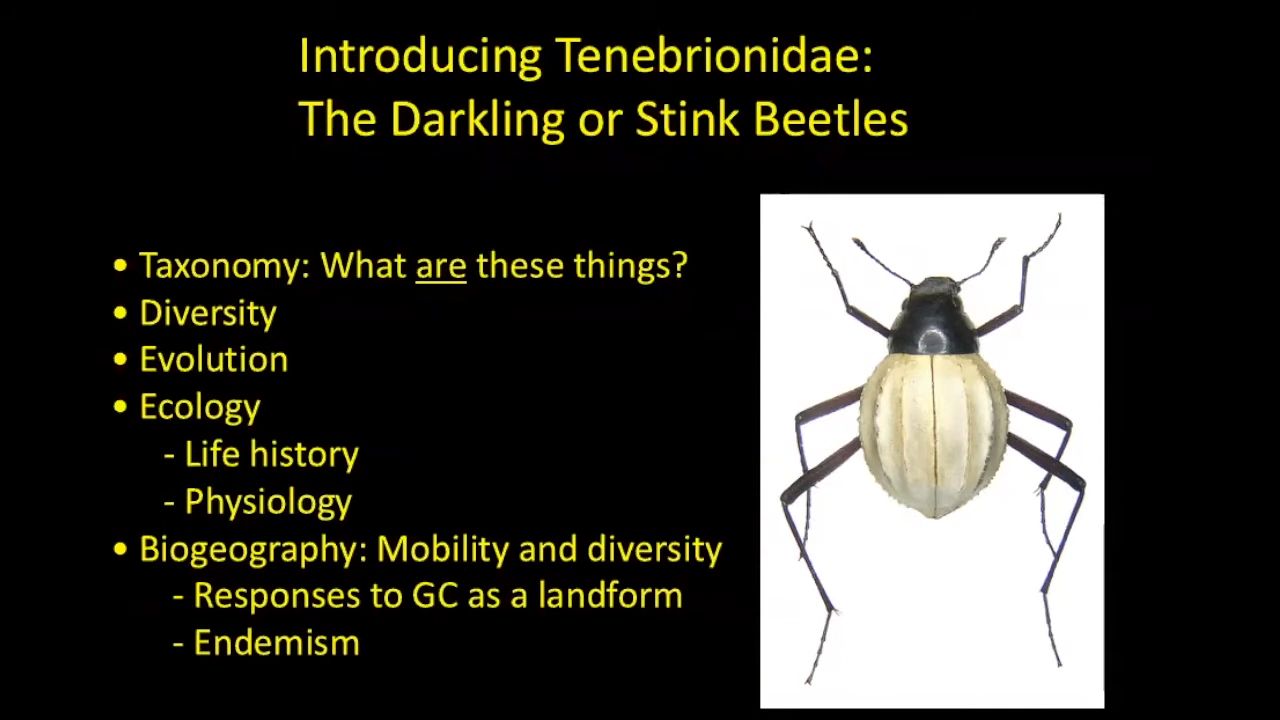 Introducing Tenebrionidae:
The Darkling or Stink Beetles
• Taxonomy: What are these things?
• Diversity
• Evolution
• Ecology
- Life history
- Physiology
• Biogeography: Mobility and diversity
- Responses to GC as a landform
- Endemism